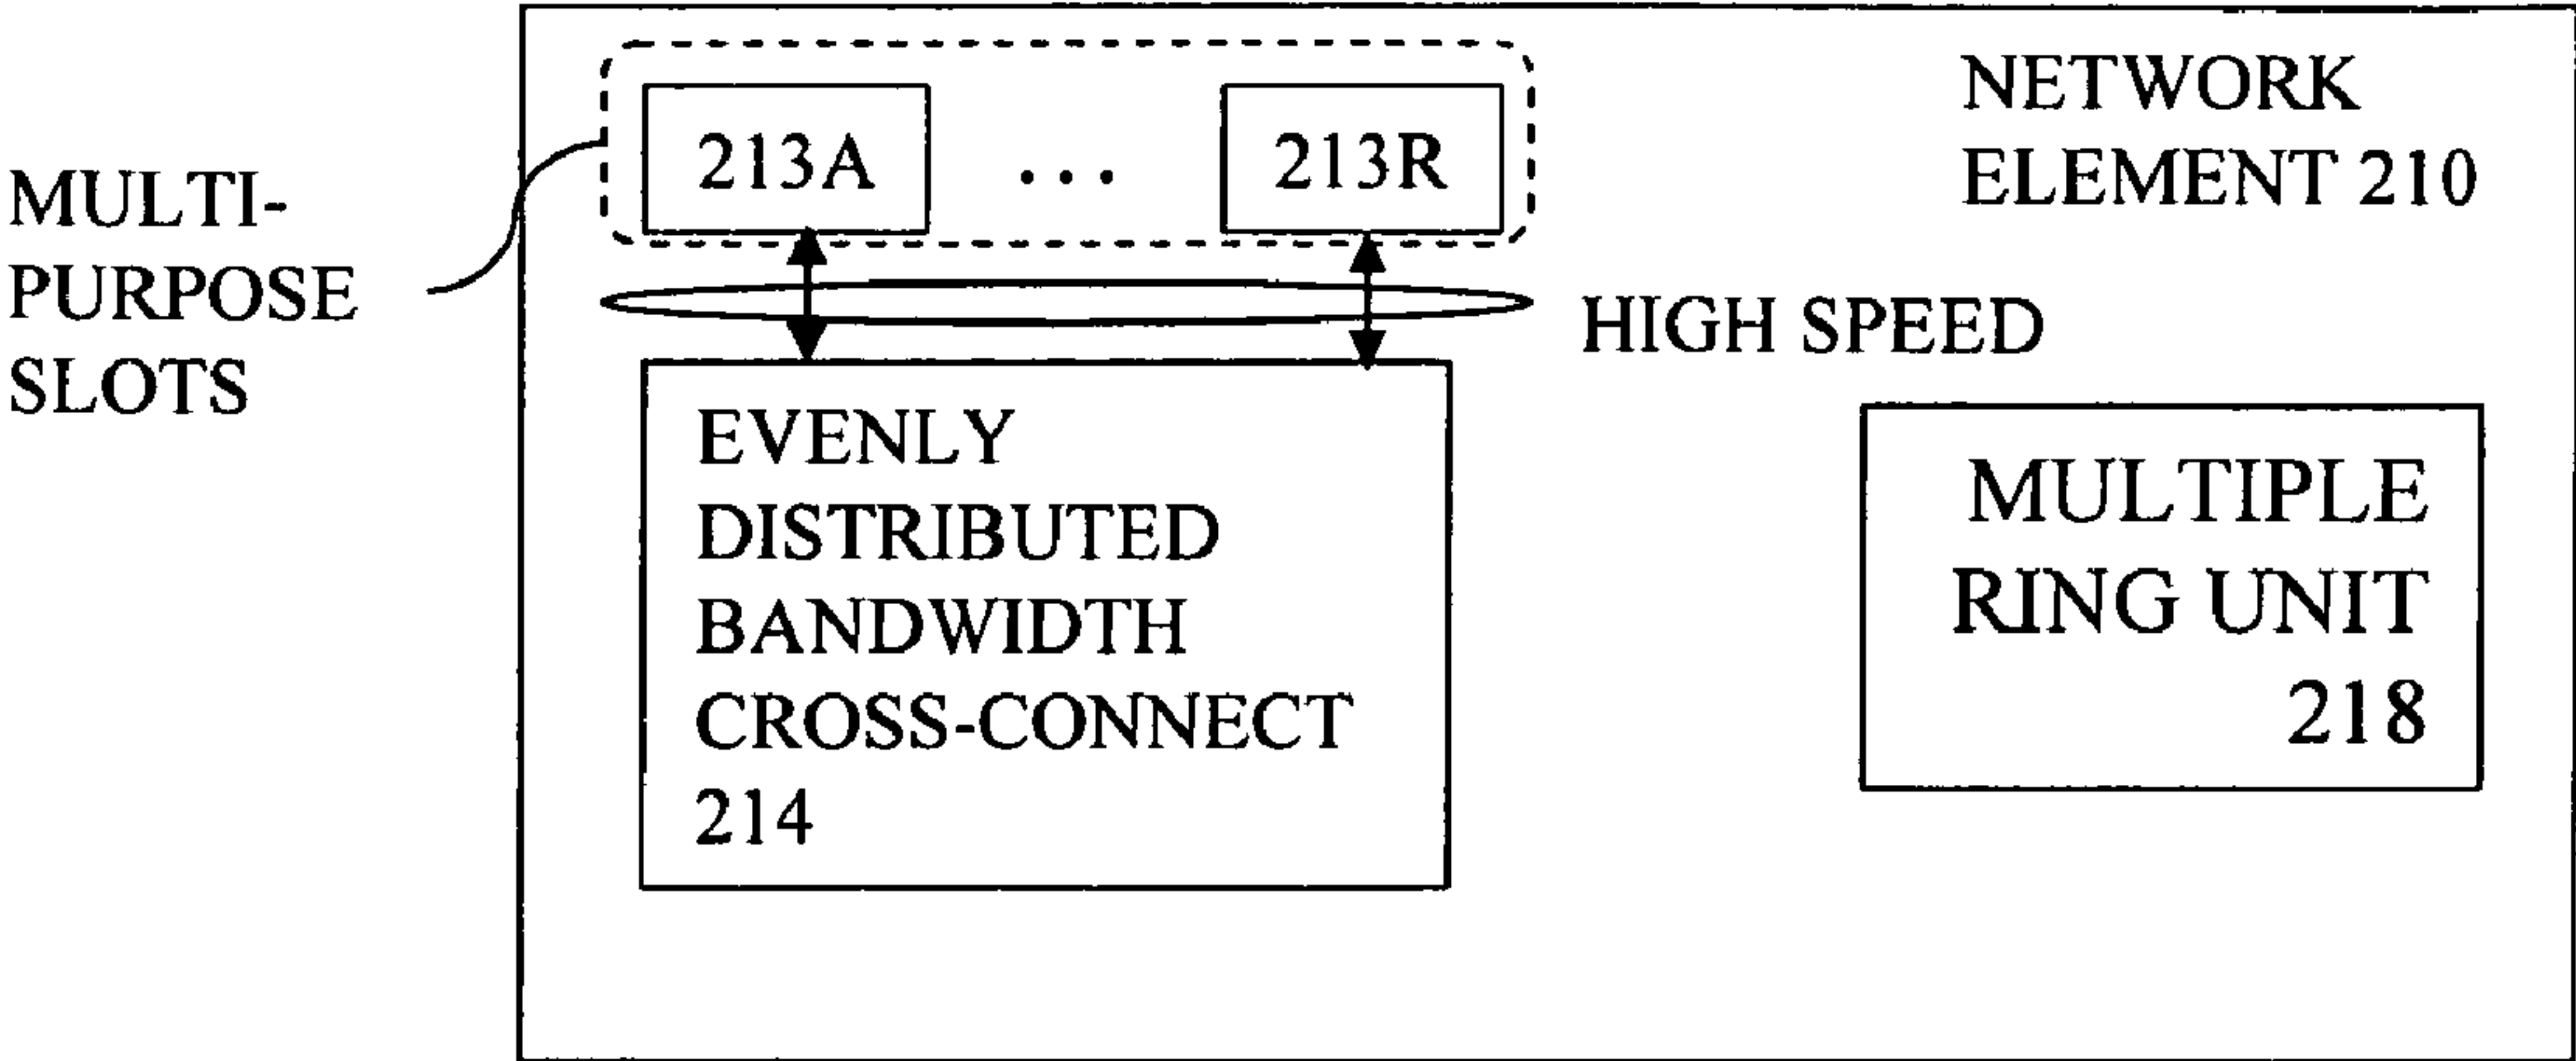 MULTI-
PURPOSE
SLOTS
213A
...
213R
NETWORK
ELEMENT 210
HIGH SPEED
EVENLY
DISTRIBUTED
BANDWIDTH
CROSS-CONNECT
214
MULTIPLE
RING UNIT
218